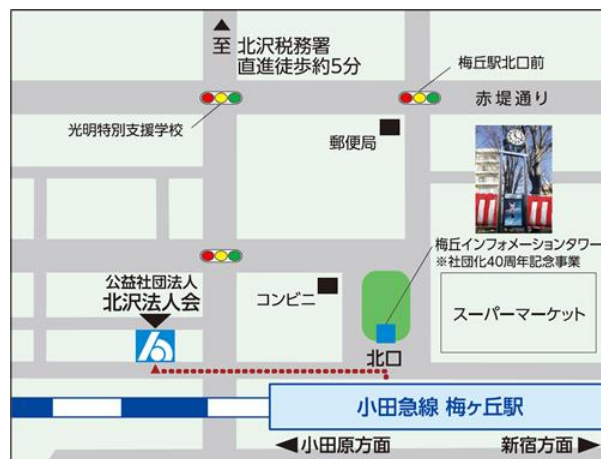 至 北沢税務署
直進徒歩約5分
梅丘駅北口前
赤堤通り
光明特別支援学校
郵便局
梅丘インフォメーションタワー
※社団化40周年記念事業
公益社団法人
北沢法人会
コンビニ
スーパーマーケット
北口
小田急線 梅ヶ丘駅
◀小田原方面
新宿方面▶